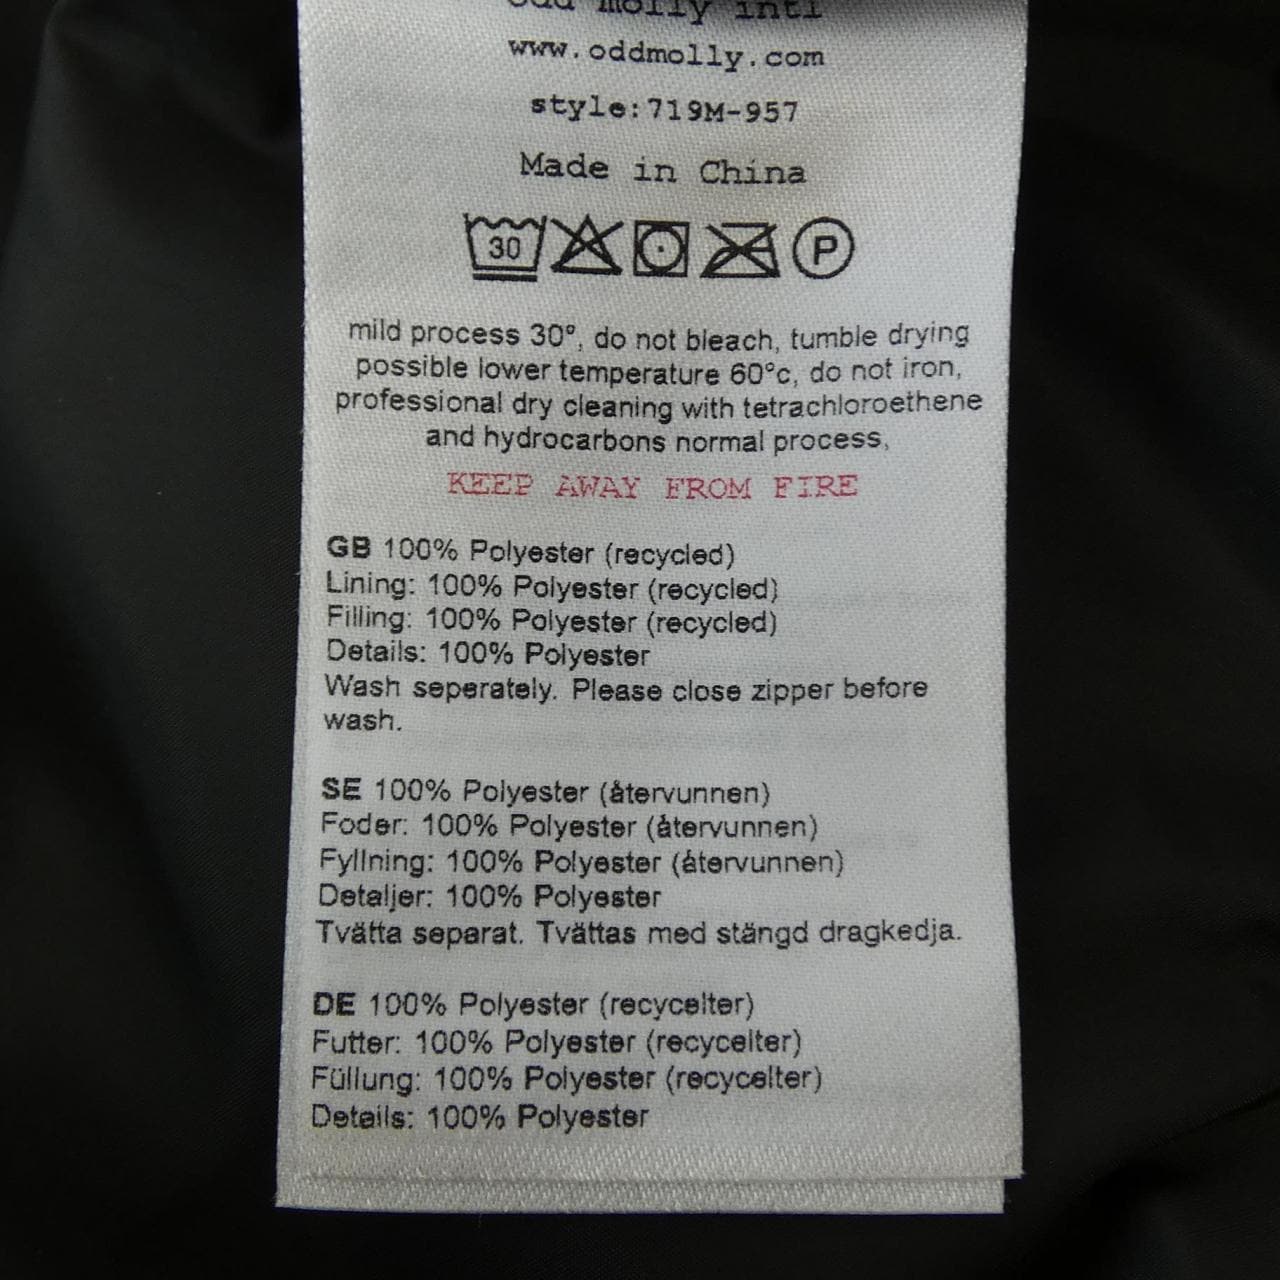 odd molly intl
www.oddmolly.com
style:719M-957
Made in China
30 P
mild process 30°, do not bleach, tumble drying
possible lower temperature 60°c, do not iron,
professional dry cleaning with tetrachloroethene
and hydrocarbons normal process,
KEEP AWAY FROM FIRE
GB 100% Polyester (recycled)
Lining: 100% Polyester (recycled)
Filling: 100% Polyester (recycled)
Details: 100% Polyester
Wash seperately. Please close zipper before
wash.
SE 100% Polyester (återvunnen)
Foder: 100% Polyester (återvunnen)
Fyllning: 100% Polyester (återvunnen)
Detaljer: 100% Polyester
Tvätta separat. Tvättas med stängd dragkedja.
DE 100% Polyester (recycelter)
Futter: 100% Polyester (recycelter)
Füllung: 100% Polyester (recycelter)
Details: 100% Polyester